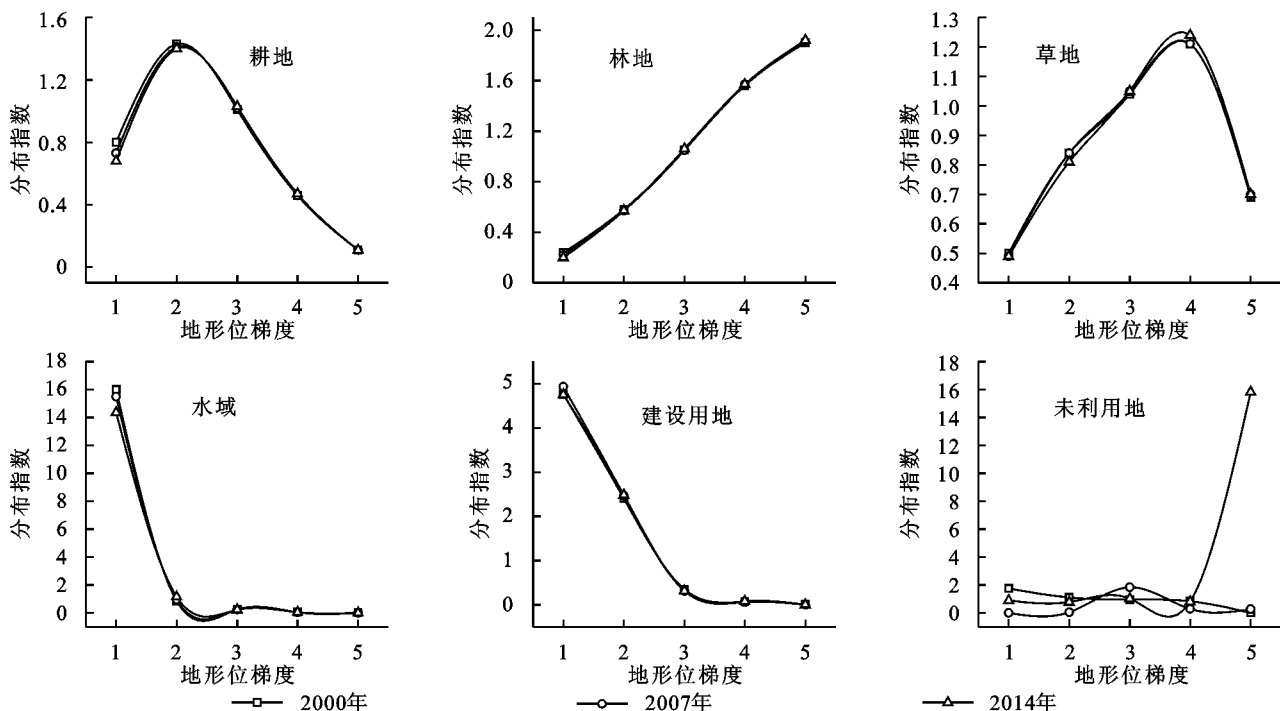 耕地
分布指数
1.6
1.2
0.8
0.4
0
1 2 3 4 5
地形位梯度
林地
分布指数
2.0
1.6
1.2
0.8
0.4
0
1 2 3 4 5
地形位梯度
草地
分布指数
1.3
1.2
1.1
1.0
0.9
0.8
0.7
0.6
0.5
0.4
1 2 3 4 5
地形位梯度
水域
分布指数
18
16
14
12
10
8
6
4
2
0
1 2 3 4 5
地形位梯度
建设用地
分布指数
5
4
3
2
1
0
1 2 3 4 5
地形位梯度
未利用地
分布指数
18
16
14
12
10
8
6
4
2
0
1 2 3 4 5
地形位梯度
2000年 2007年 2014年